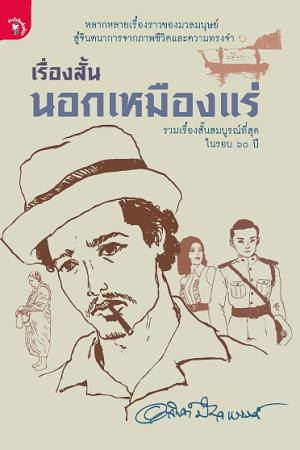 หลากหลายเรื่องราวของมวลมนุษย์
สู่จินตนาการจากภาพชีวิตและความทรงจำ
เรื่องสั้น
นอกเหมืองแร่
รวมเรื่องสั้นสมบูรณ์ที่สุด
ในรอบ ๖๐ ปี